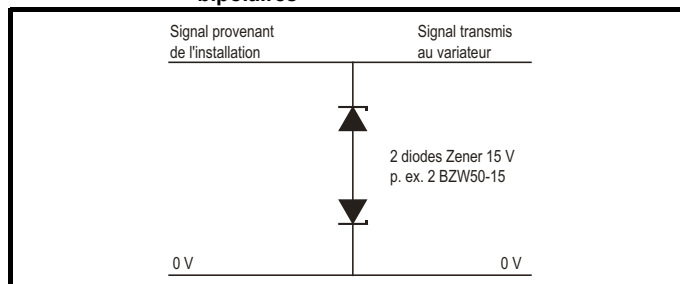 bipolaires
Signal provenant
de l'installation
Signal transmis
au variateur
2 diodes Zener 15 V
p. ex. 2 BZW50-15
0 V
0 V